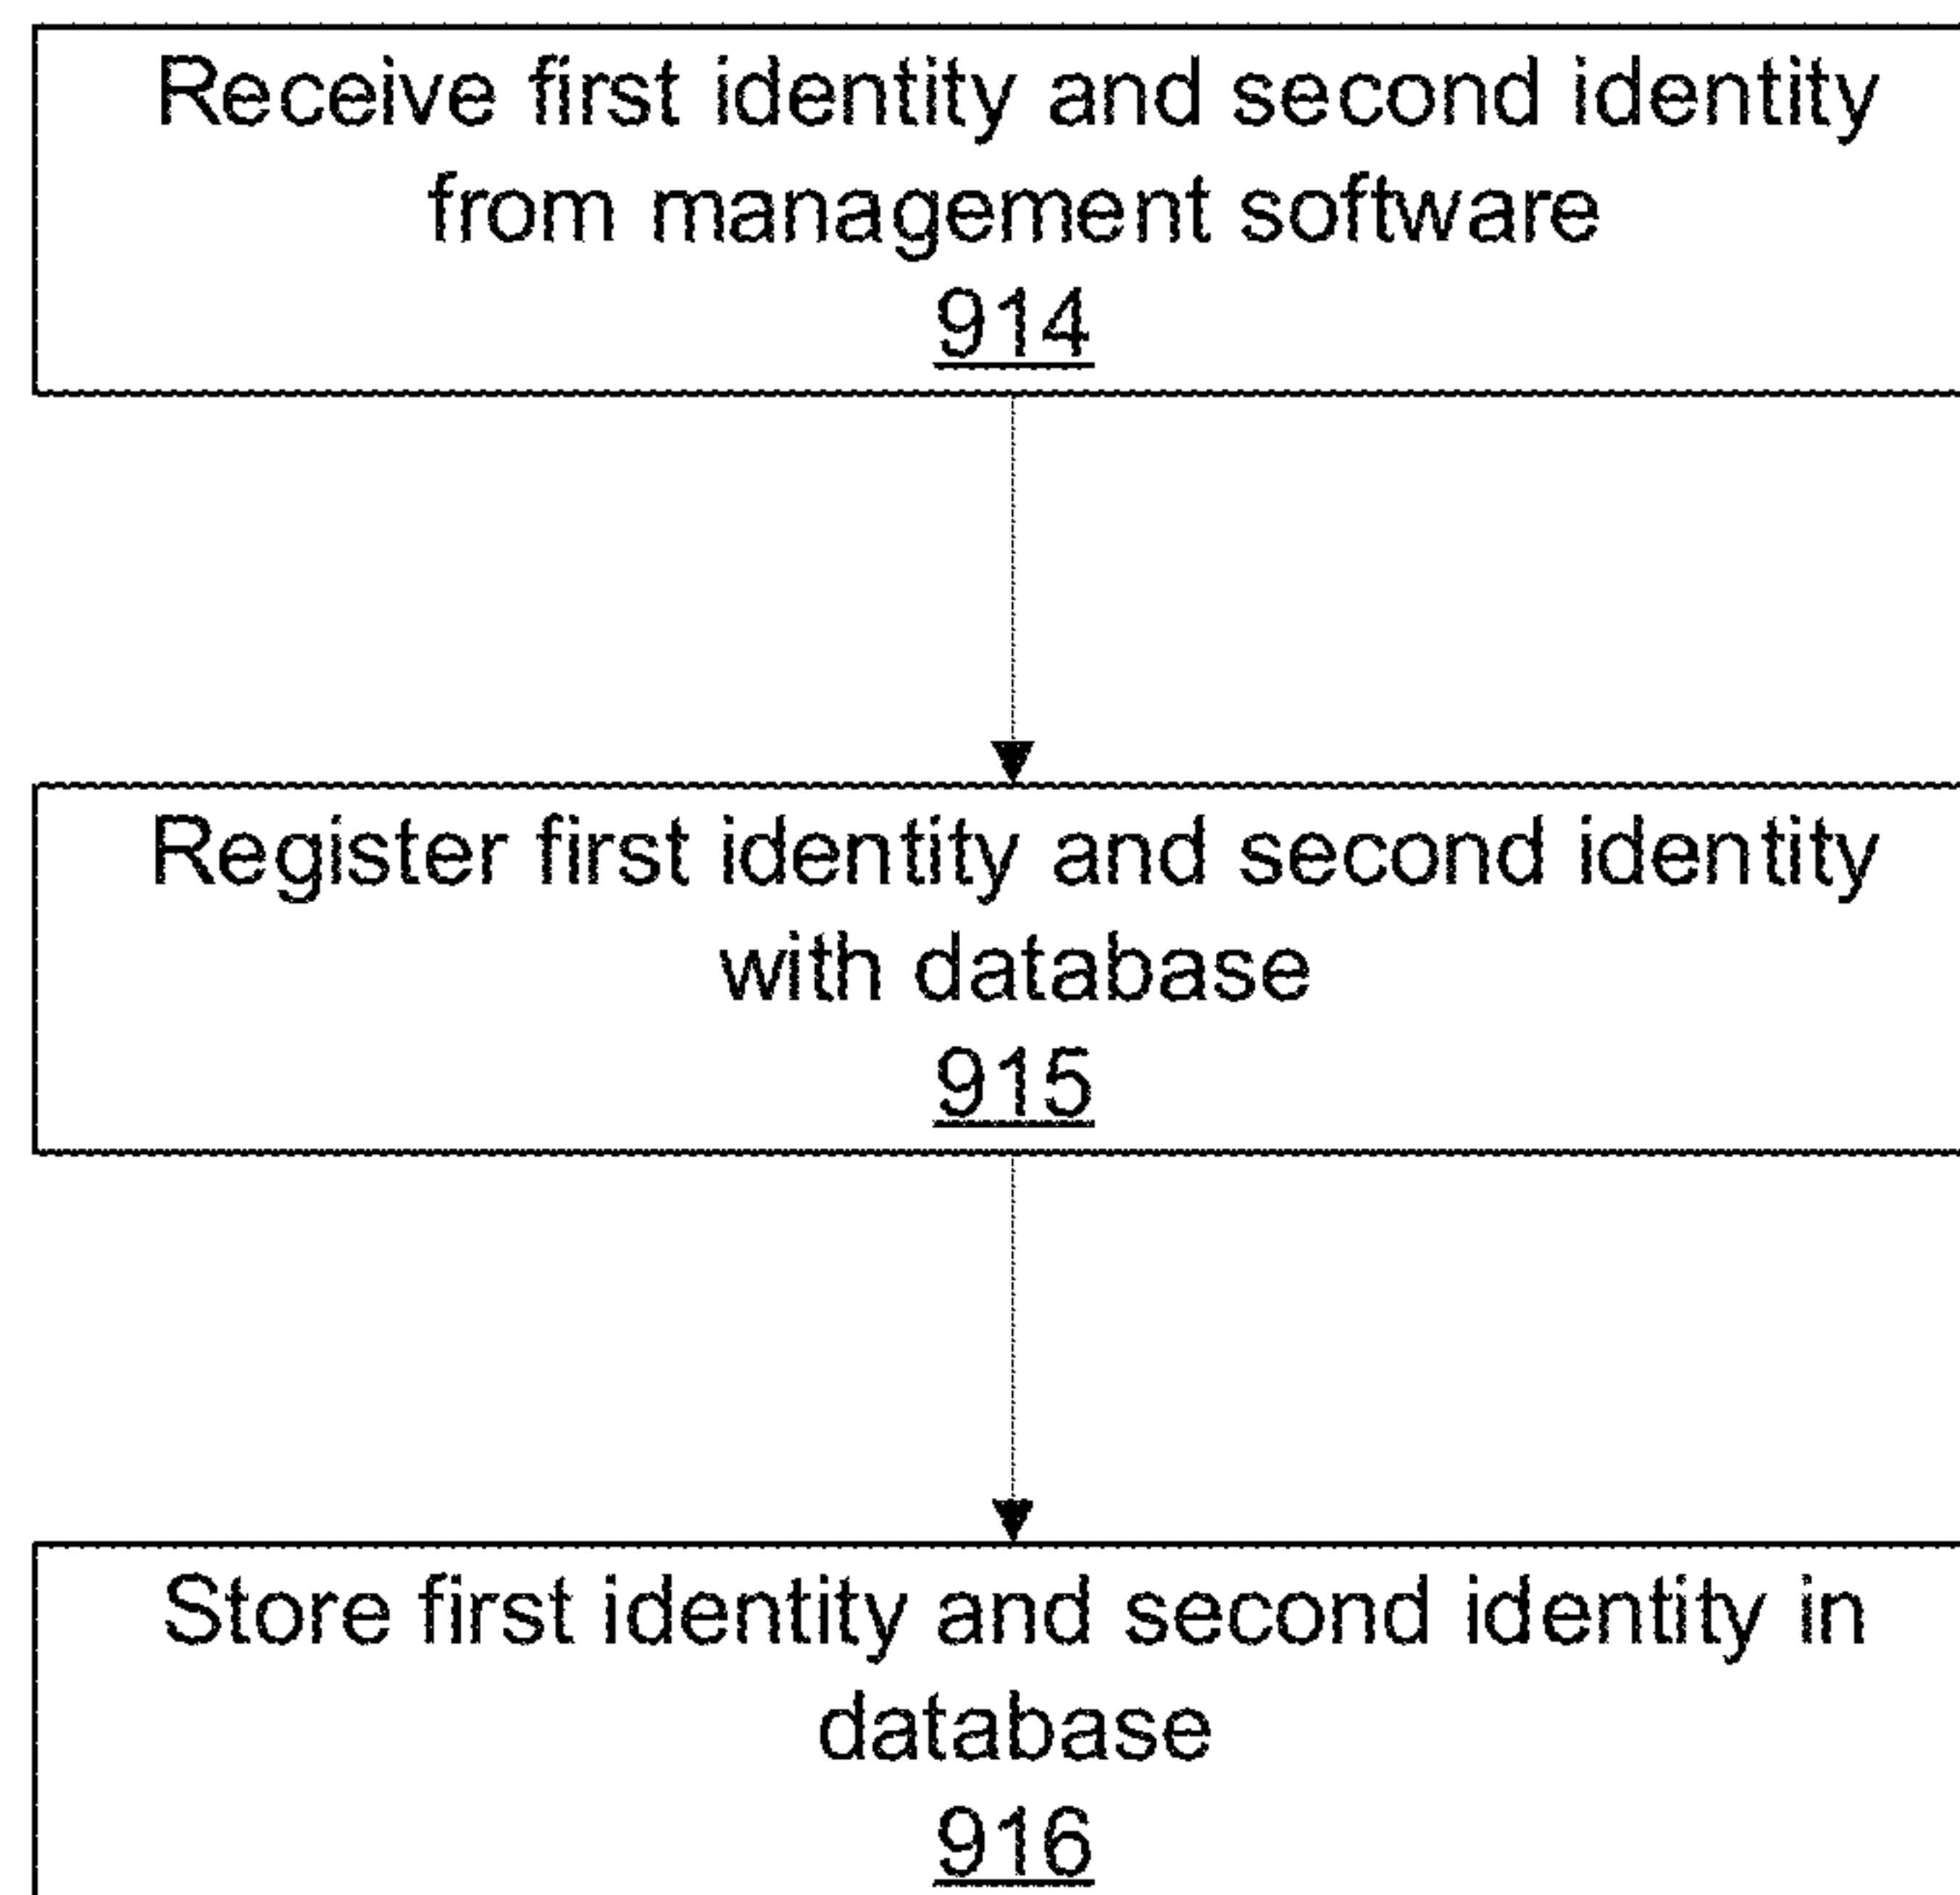 Receive first identity and second identity
from management software
914
Register first identity and second identity
with database
915
Store first identity and second identity in
database
916